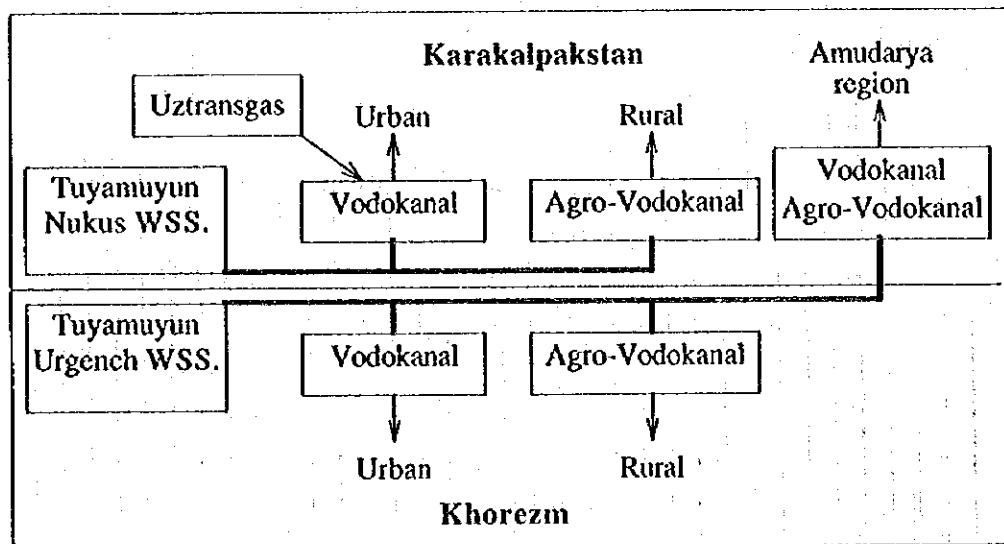 Karakalpakstan
Amudarya
region
Uztransgas
Urban
Rural
Tuyamuyun
Nukus WSS.
Vodokanal
Agro-Vodokanal
Vodokanal
Agro-Vodokanal
Tuyamuyun
Urgench WSS.
Vodokanal
Agro-Vodokanal
Urban
Rural
Khorezm